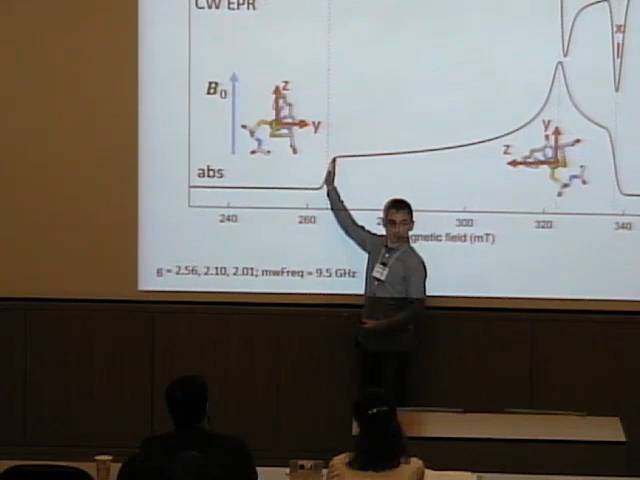 CW EPR
x
B₀
z
y
y
z
abs
240 260 300 320 340
gnetic field (mT)
g = 2.56, 2.10, 2.01; mwFreq = 9.5 GHz